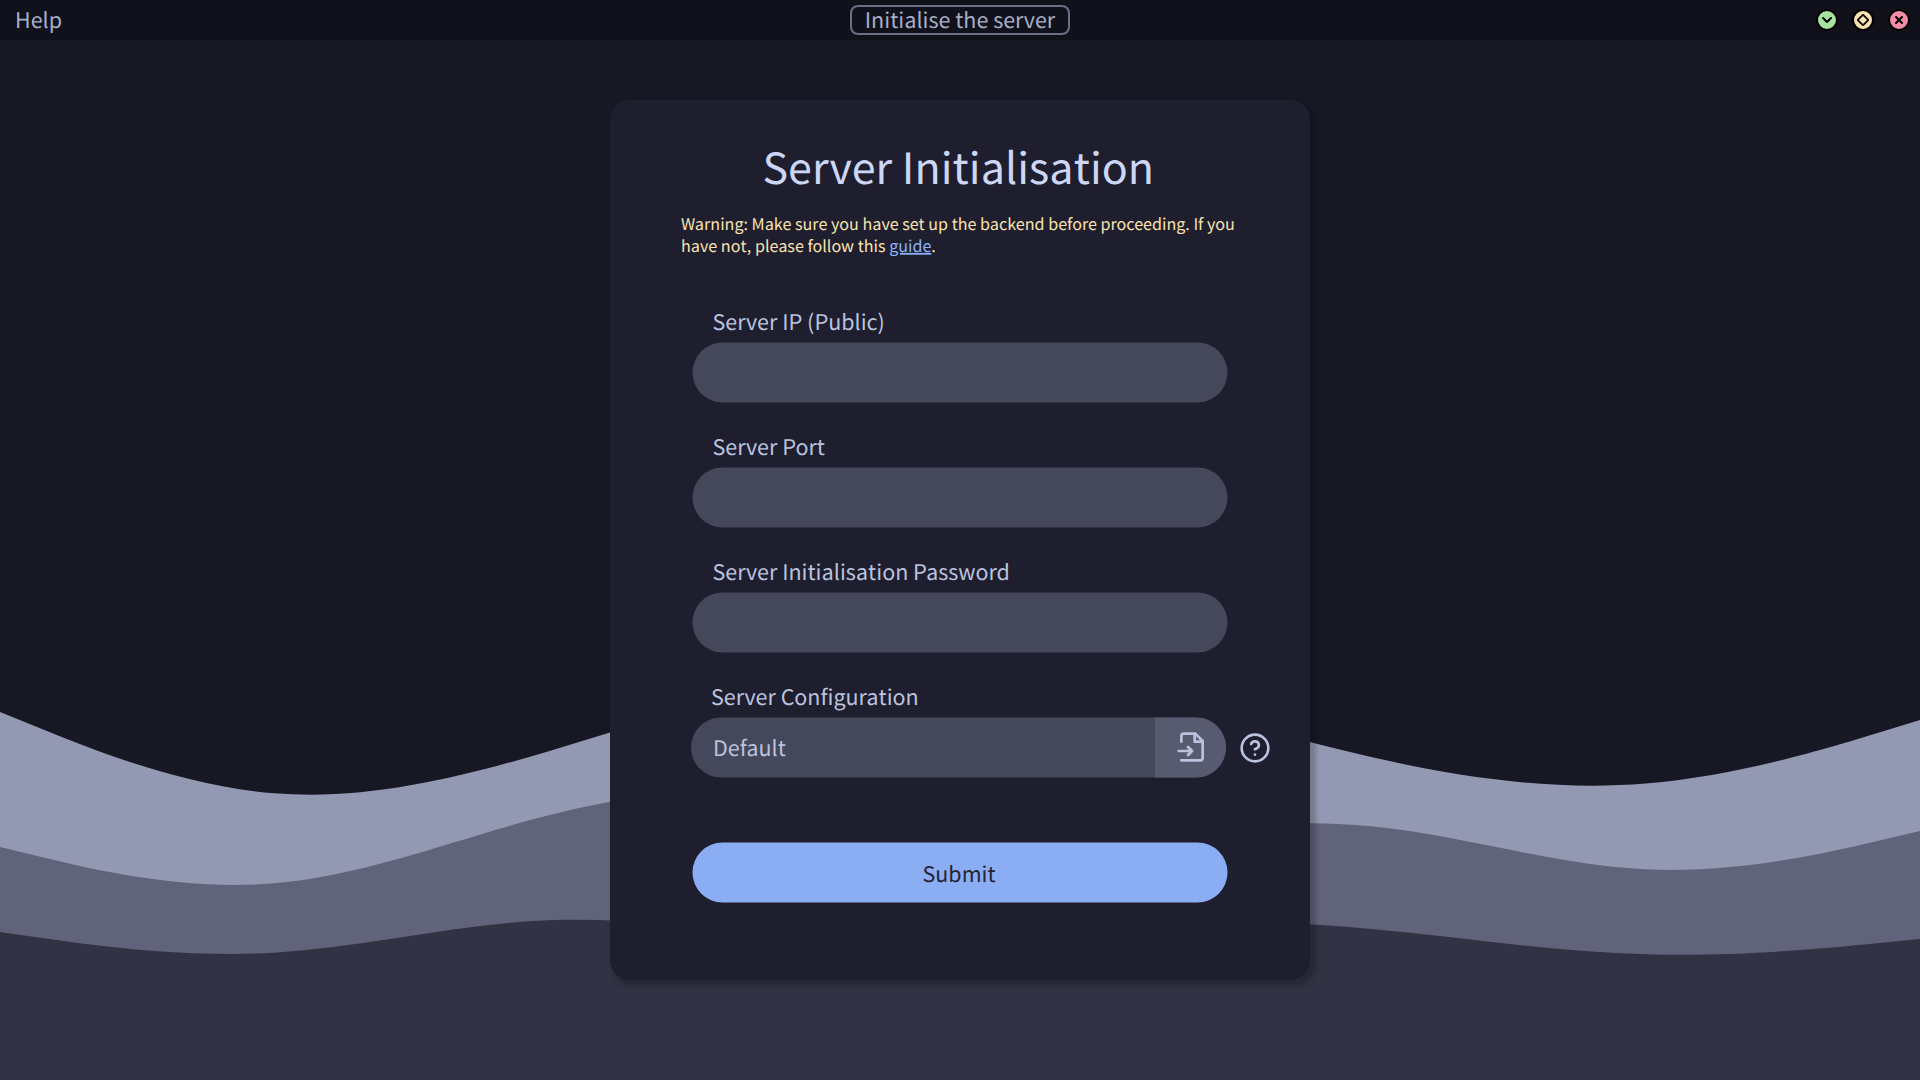 Help
Initialise the server
Server Initialisation
Warning: Make sure you have set up the backend before proceeding. If you
have not, please follow this guide.
Server IP (Public)
Server Port
Server Initialisation Password
Server Configuration
Default
Submit